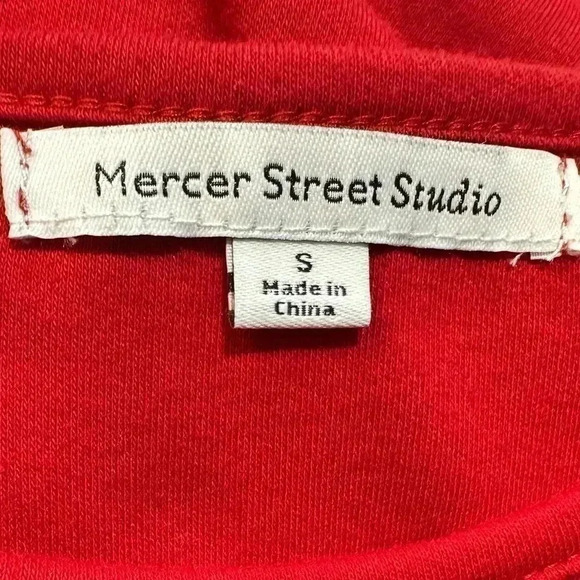 Mercer Street Studio
S
Made in
China